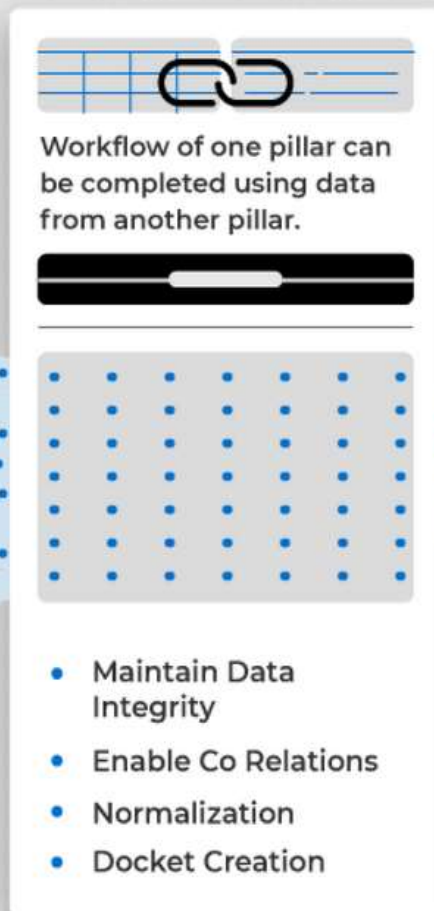 Workflow of one pillar can
be completed using data
from another pillar.
Maintain Data
Integrity
Enable Co Relations
Normalization
Docket Creation